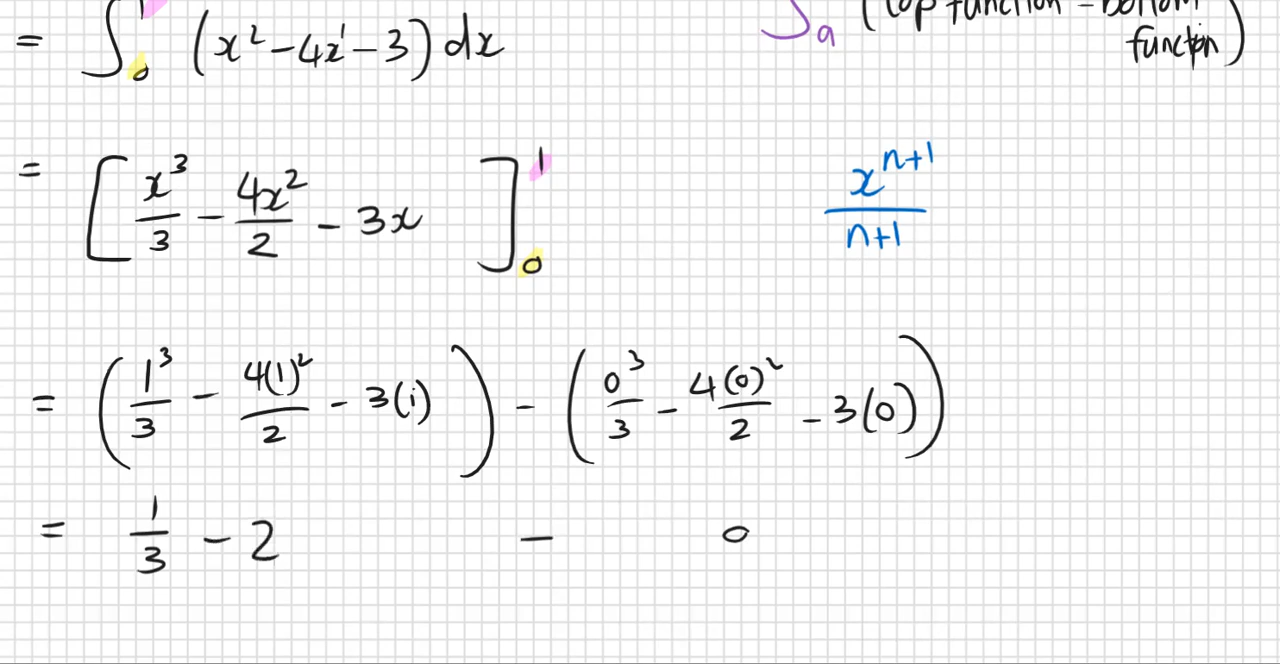 = ∫₀¹ (x² - 4x¹ - 3) dx
∫ₐ (top function - bottom
function)
= [x³/3 - 4x²/2 - 3x]₀¹
xⁿ⁺¹/n+1
= (1³/3 - 4(1)²/2 - 3(1)) - (0³/3 - 4(0)²/2 - 3(0))
= 1/3 - 2 - 0